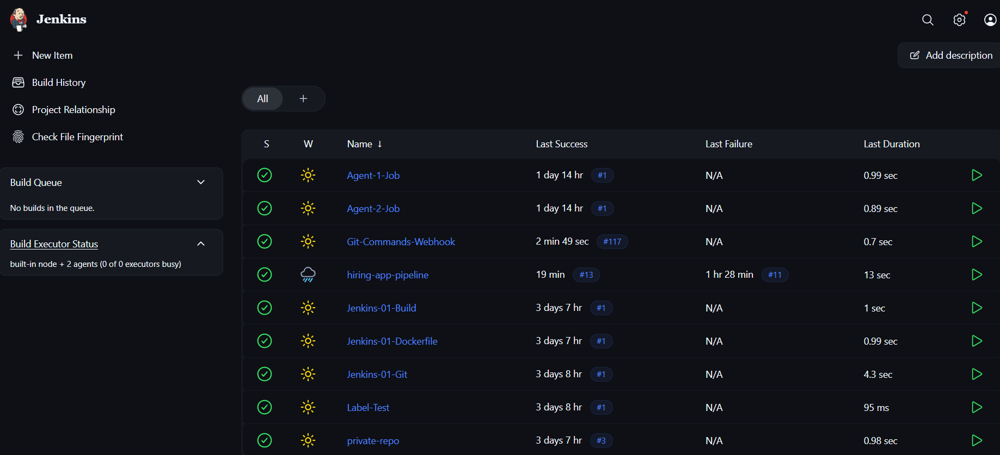 Jenkins
New Item
Add description
Build History
All
Project Relationship
Check File Fingerprint
S W Name ↓ Last Success Last Failure Last Duration
Build Queue
No builds in the queue.
Build Executor Status
built-in node + 2 agents (0 of 0 executors busy)
Agent-1-Job 1 day 14 hr #1 N/A 0.99 sec
Agent-2-Job 1 day 14 hr #1 N/A 0.89 sec
Git-Commands-Webhook 2 min 49 sec #117 N/A 0.7 sec
hiring-app-pipeline 19 min #13 1 hr 28 min #11 13 sec
Jenkins-01-Build 3 days 7 hr #1 N/A 1 sec
Jenkins-01-Dockerfile 3 days 7 hr #1 N/A 0.99 sec
Jenkins-01-Git 3 days 8 hr #1 N/A 4.3 sec
Label-Test 3 days 8 hr #1 N/A 95 ms
private-repo 3 days 7 hr #3 N/A 0.98 sec